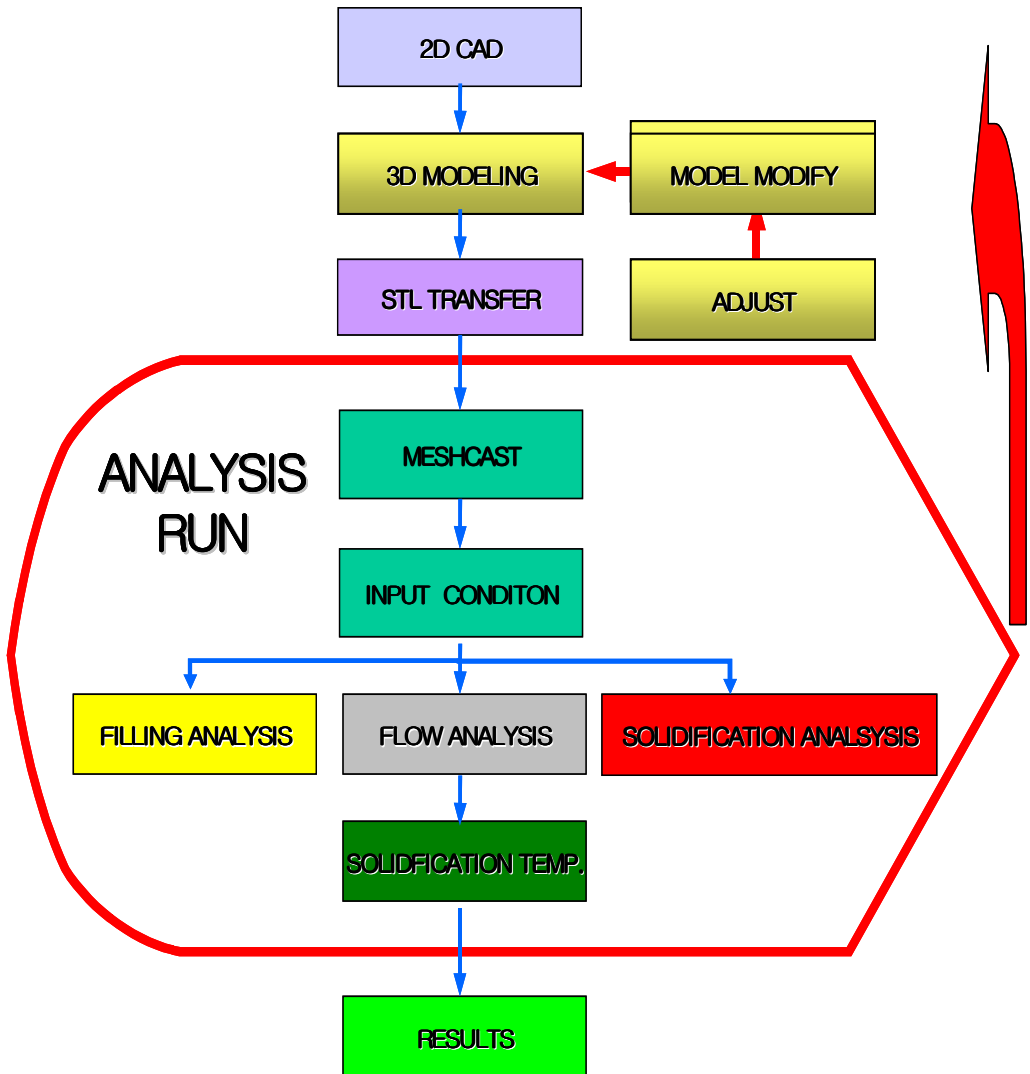 2D CAD
3D MODELING
MODEL MODIFY
STL TRANSFER
ADJUST
ANALYSIS
RUN
MESHCAST
INPUT CONDITON
FILLING ANALYSIS
FLOW ANALYSIS
SOLIDIFICATION ANALSYSIS
SOLIDFICATION TEMP.
RESULTS